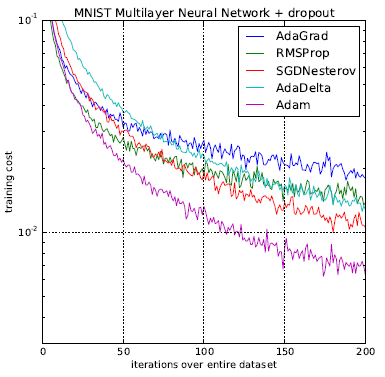 MNIST Multilayer Neural Network + dropout
AdaGrad
RMSProp
SGDNesterov
AdaDelta
Adam
training cost
10⁻¹
10⁻²
0 50 100 150 200
iterations over entire dataset